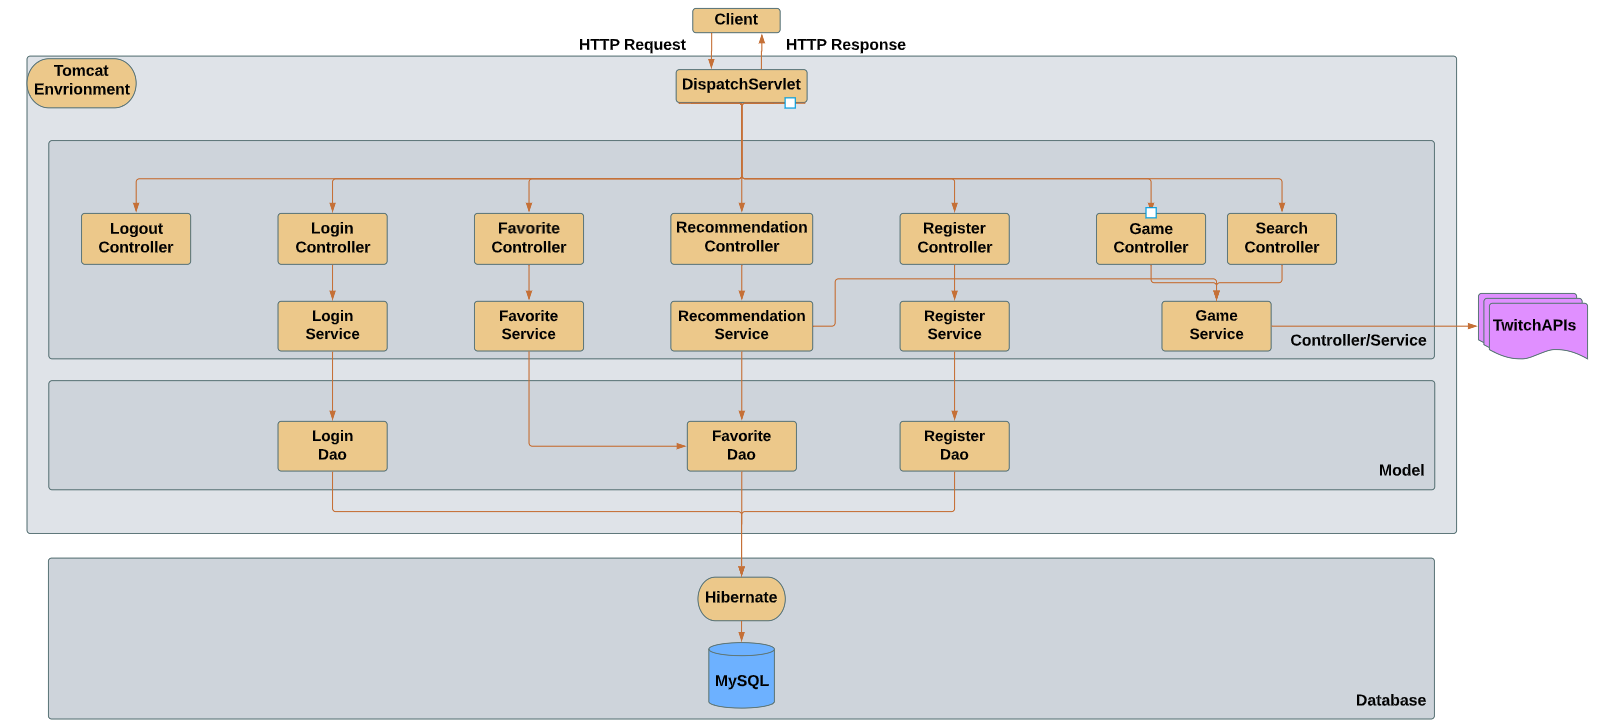 Client
HTTP Request
HTTP Response
Tomcat
Envrionment
DispatchServlet
Logout
Controller
Login
Controller
Favorite
Controller
Recommendation
Controller
Register
Controller
Game
Controller
Search
Controller
Login
Service
Favorite
Service
Recommendation
Service
Register
Service
Game
Service
Controller/Service
TwitchAPIs
Login
Dao
Favorite
Dao
Register
Dao
Model
Hibernate
MySQL
Database